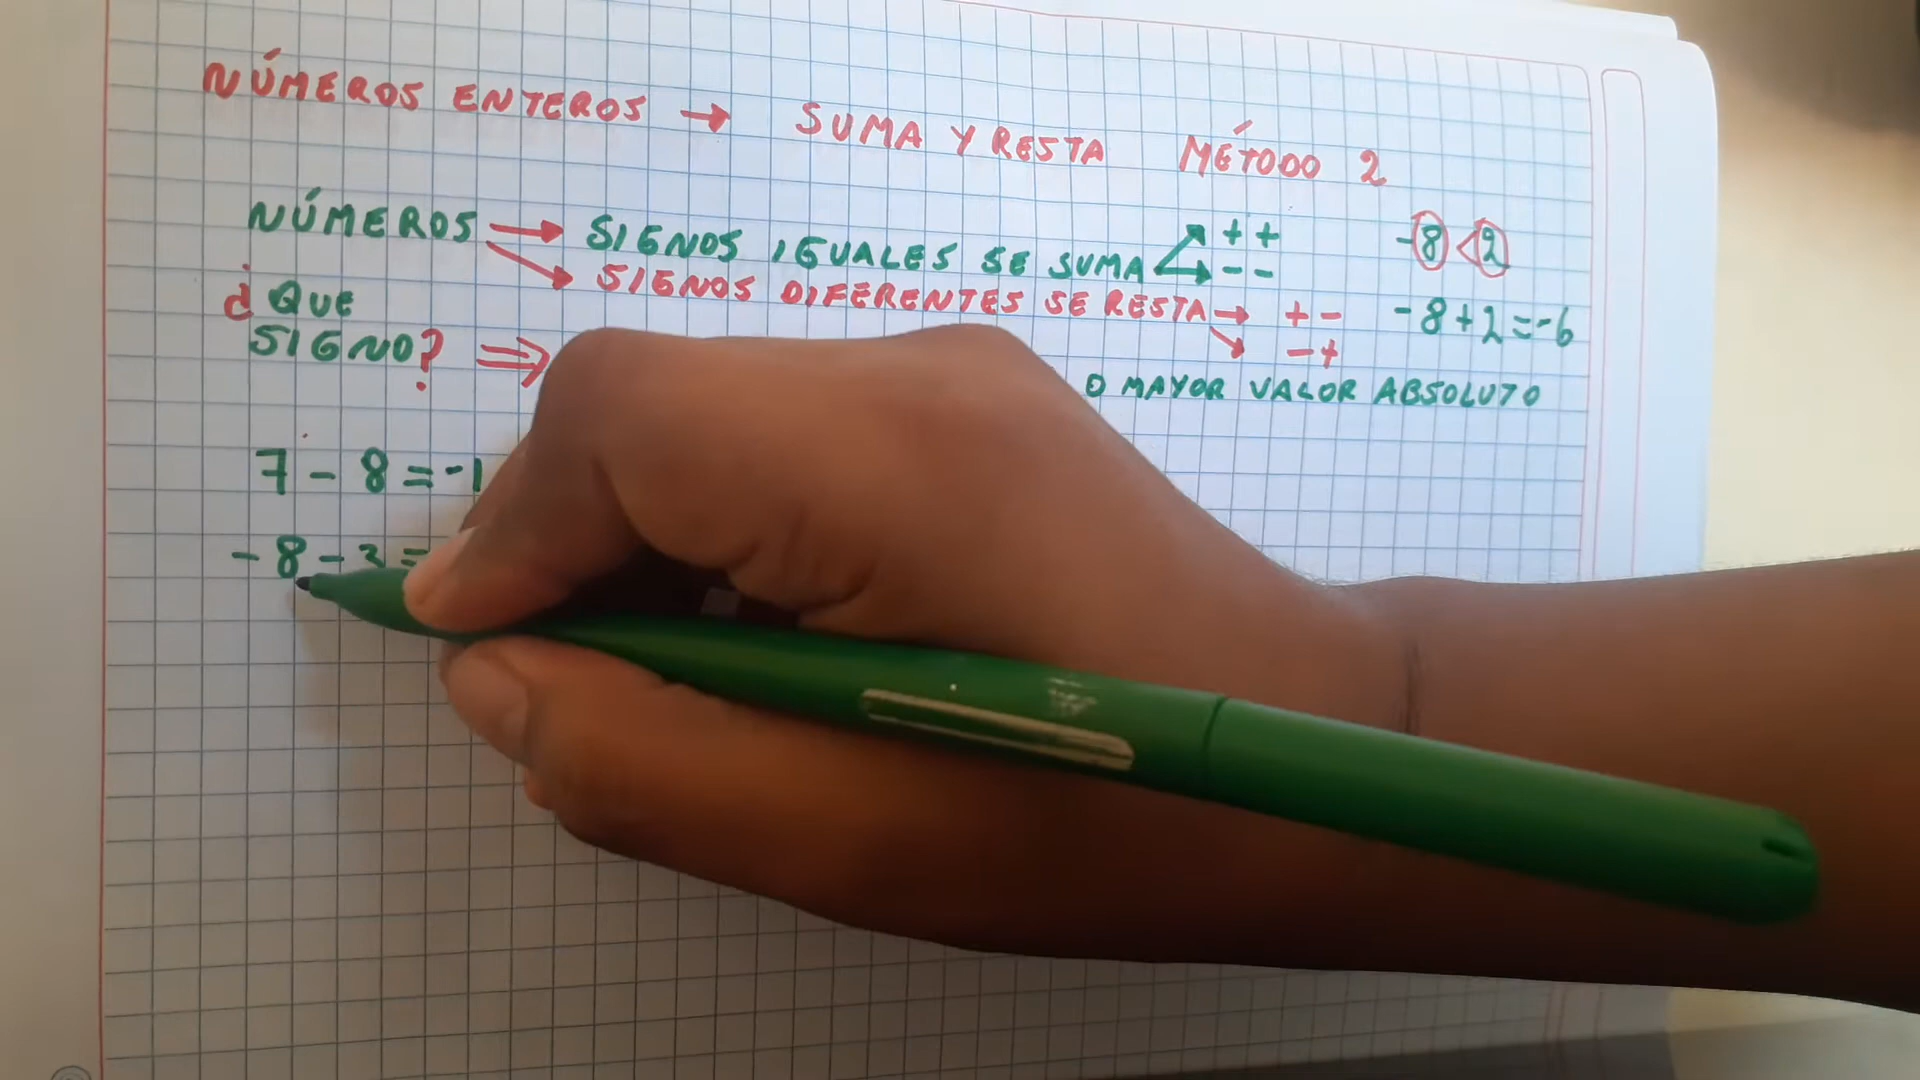 NÚMEROS ENTEROS → SUMA Y RESTA MÉTODO 2
NÚMEROS → SIGNOS IGUALES SE SUMA + +
- -
SIGNOS DIFERENTES SE RESTA → + -
- +
-8 < 2
-8+2=-6
¿QUE
SIGNO? ⇒
O MAYOR VALOR ABSOLUTO
7 - 8 = -1
-8 - 3 =